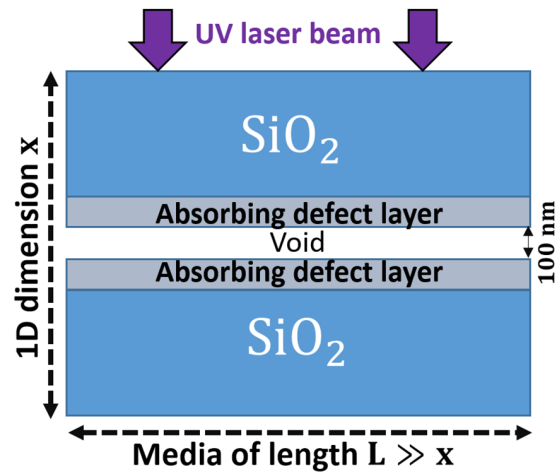 UV laser beam
SiO₂
Absorbing defect layer
Void
Absorbing defect layer
100 nm
SiO₂
1D dimension x
Media of length L ≫ x